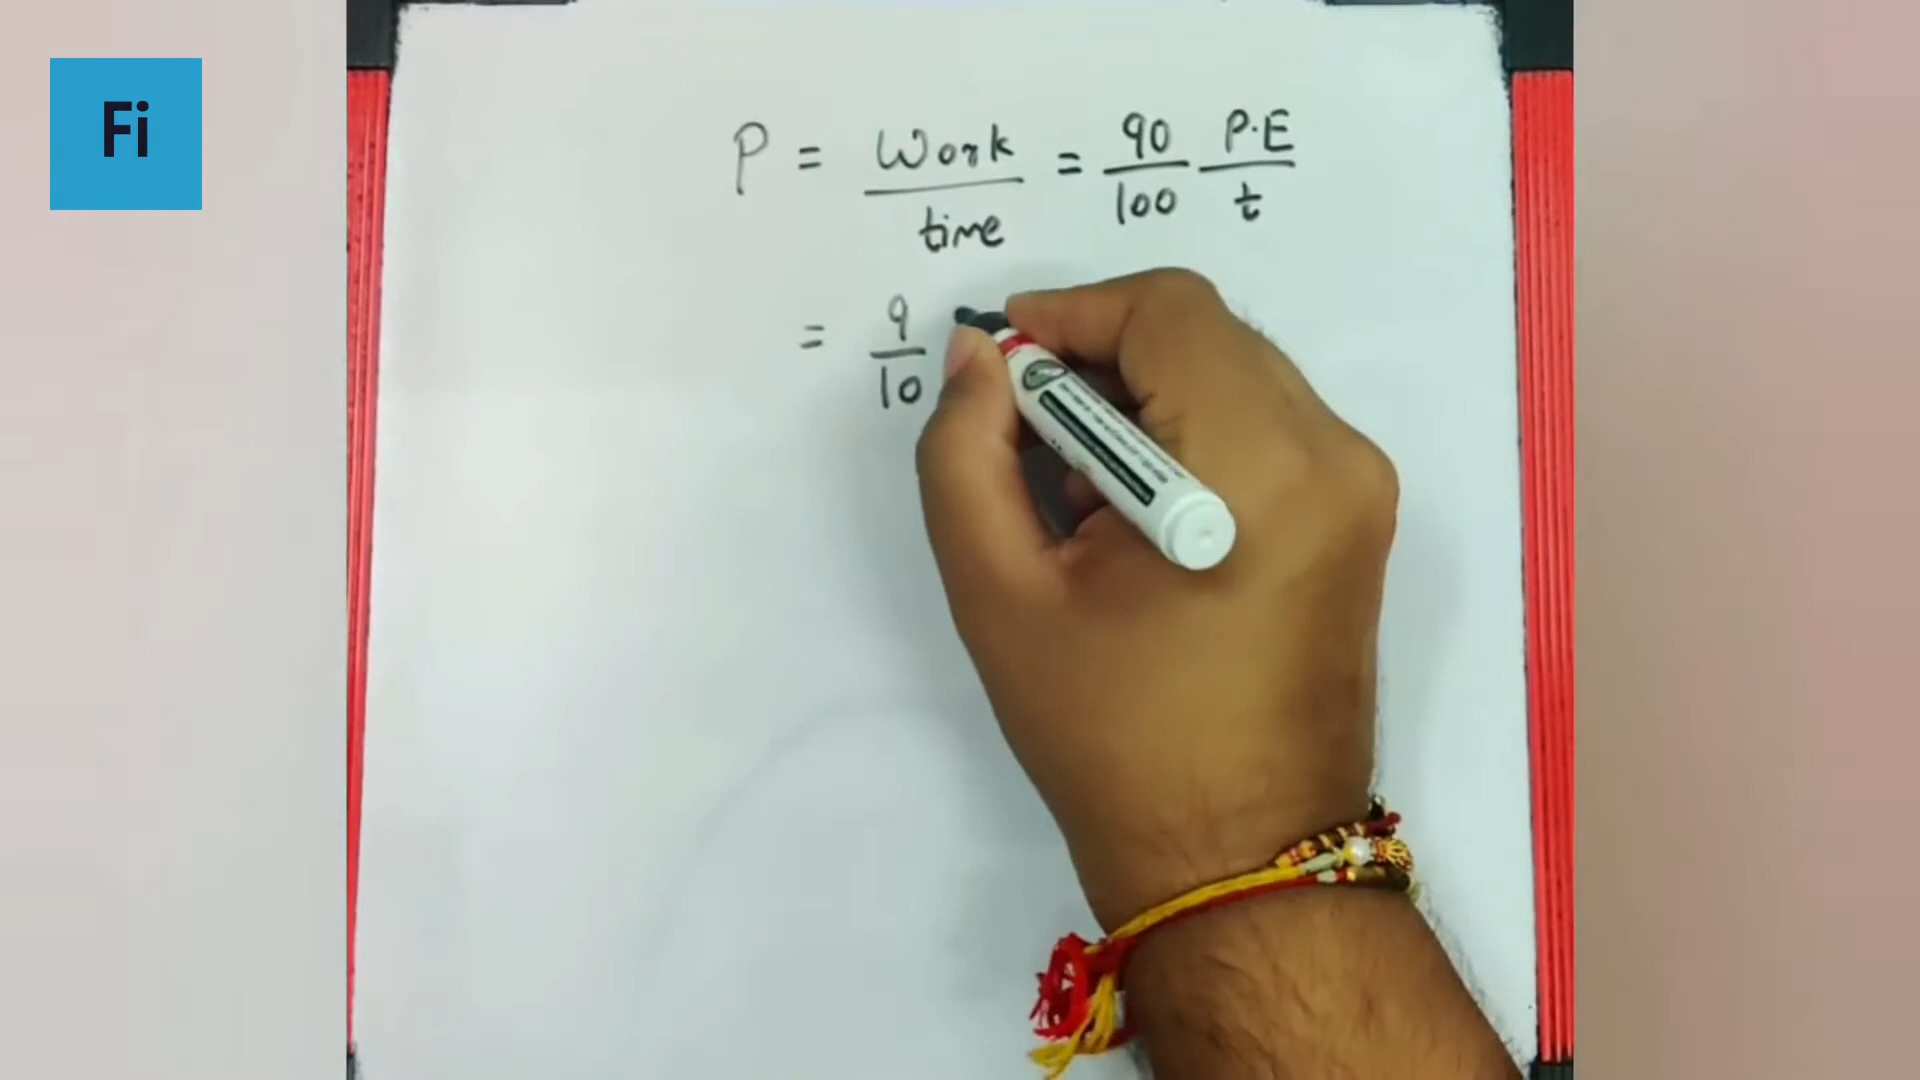 Fi
P = Work / time = 90/100 P.E/t
= 9/10